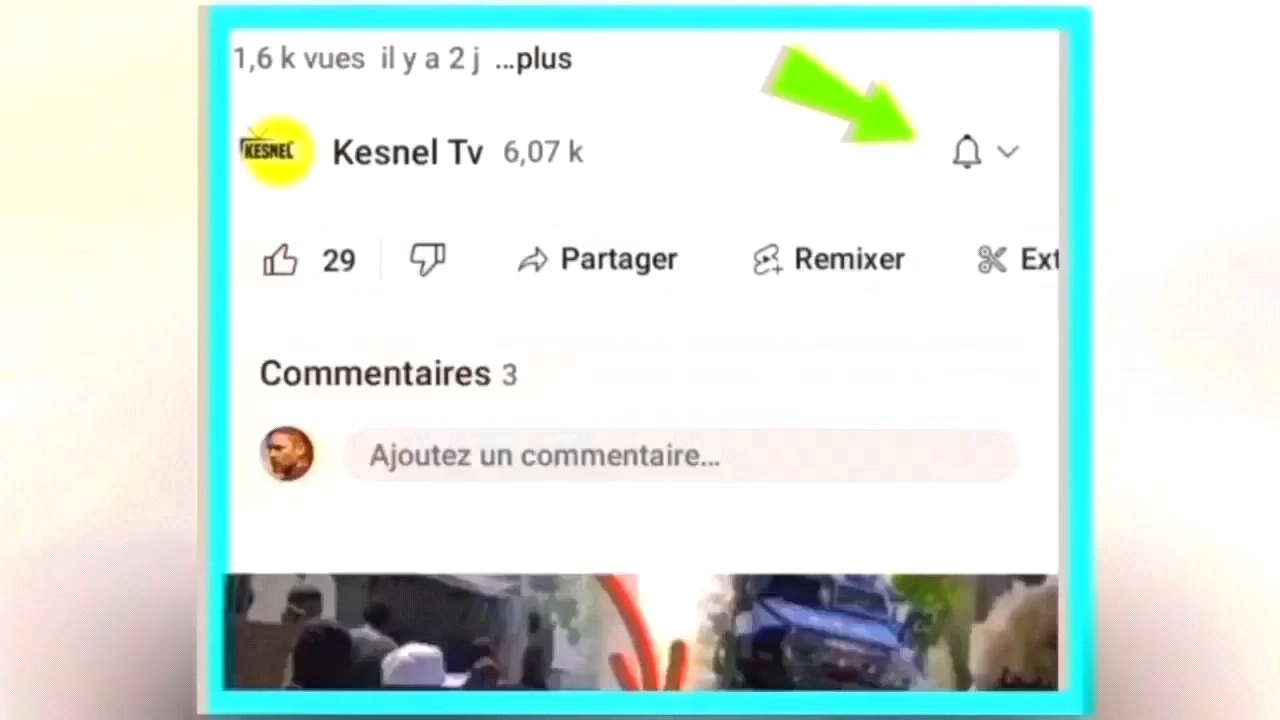 1,6 k vues il y a 2 j ...plus
KESNEL
Kesnel Tv 6,07 k
29 Partager Remixer Ext
Commentaires 3
Ajoutez un commentaire...